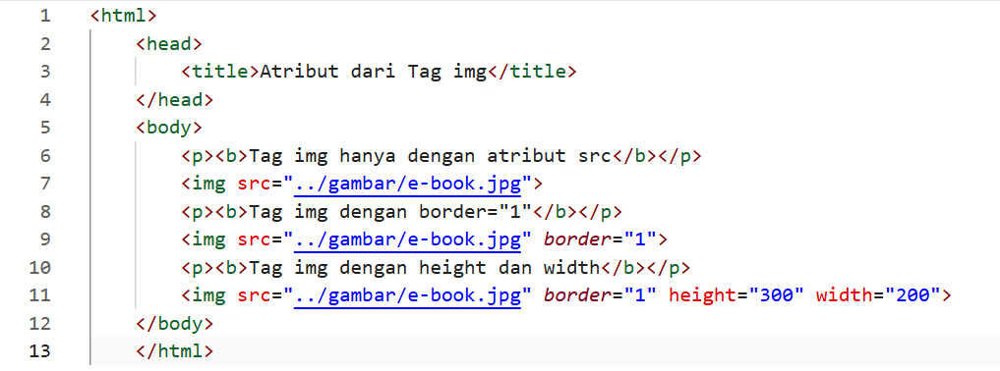 1 <html>
2 <head>
3 <title>Atribut dari Tag img</title>
4 </head>
5 <body>
6 <p><b>Tag img hanya dengan atribut src</b></p>
7 <img src="../gambar/e-book.jpg">
8 <p><b>Tag img dengan border="1"</b></p>
9 <img src="../gambar/e-book.jpg" border="1">
10 <p><b>Tag img dengan height dan width</b></p>
11 <img src="../gambar/e-book.jpg" border="1" height="300" width="200">
12 </body>
13 </html>